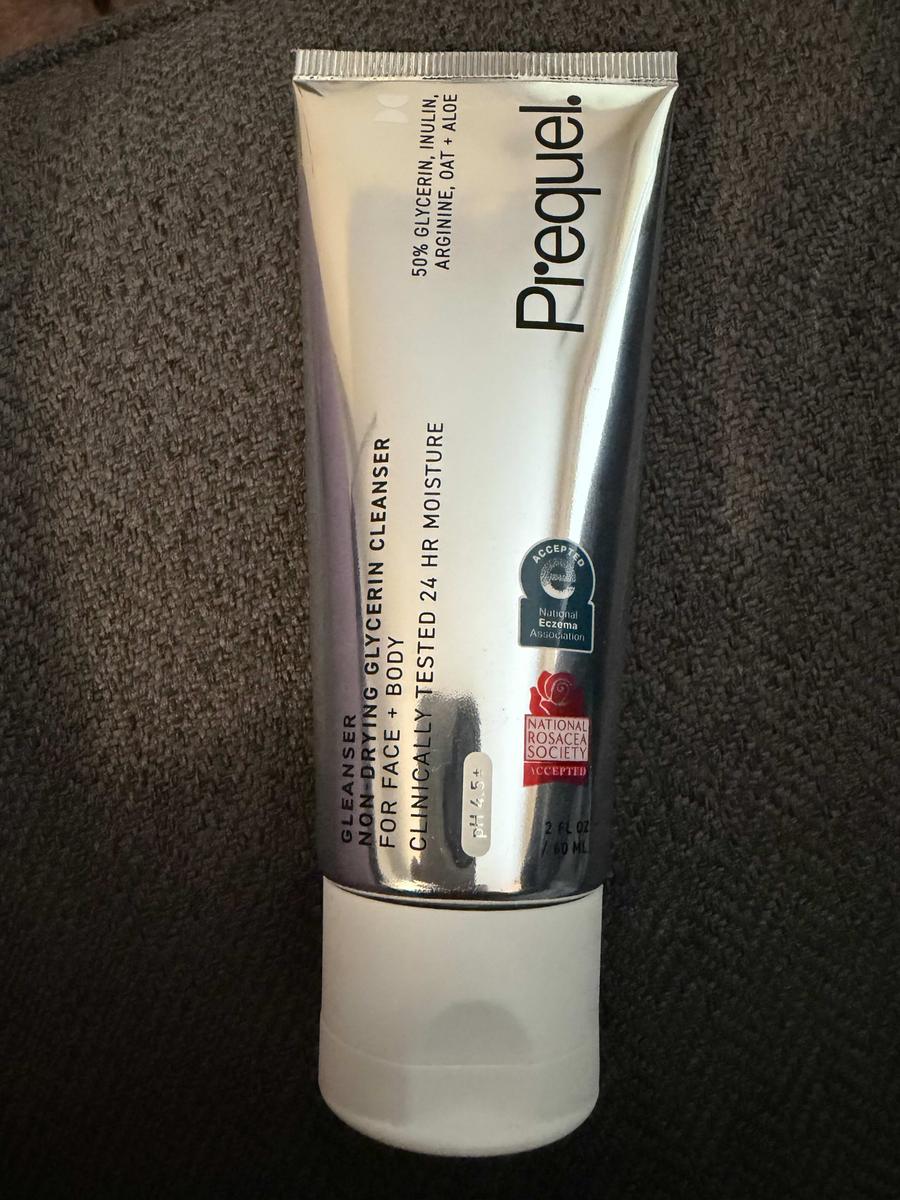 Prequel.
50% GLYCERIN, INULIN,
ARGININE, OAT + ALOE
GLEANSER
NON-DRYING GLYCERIN CLEANSER
FOR FACE + BODY
CLINICALLY TESTED 24 HR MOISTURE
pH 4.5±
ACCEPTED
National
Eczema
Association
NATIONAL
ROSACEA
SOCIETY
ACCEPTED
2 FL OZ
/ 60 ML